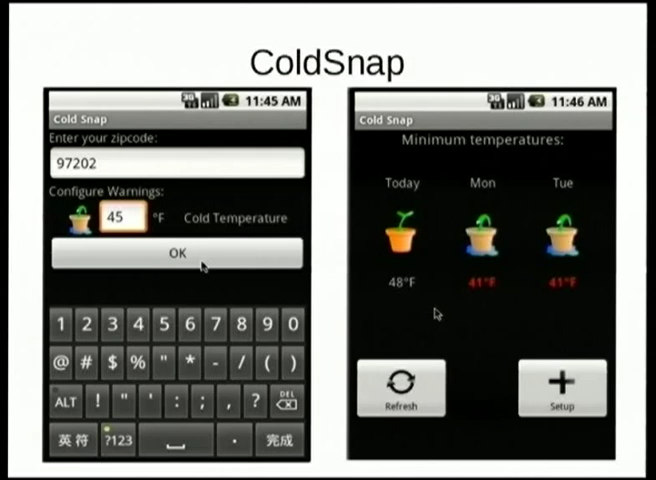 ColdSnap
3G 11:45 AM
Cold Snap
Enter your zipcode:
97202
Configure Warnings:
45 °F Cold Temperature
OK
1 2 3 4 5 6 7 8 9 0
@ # $ % " * - / ( )
ALT ! " ' : ; , ? DEL
英 符 ?123 . 完成
3G 11:46 AM
Cold Snap
Minimum temperatures:
Today Mon Tue
48°F 41°F 41°F
Refresh Setup